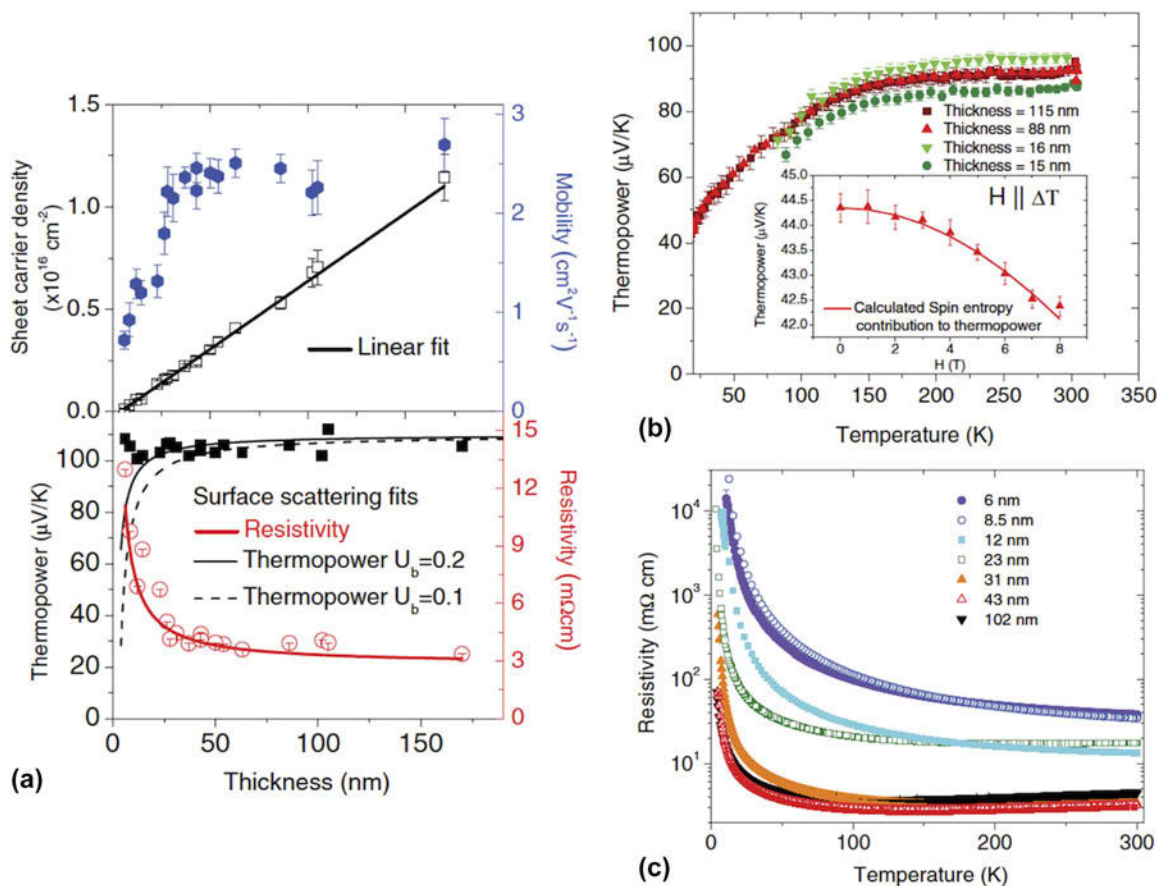 1.5
1.0
0.5
0.0
Sheet carrier density
(x10¹⁶ cm⁻²)
3
2
1
0
Mobility (cm²V⁻¹s⁻¹)
Linear fit
100
80
60
40
20
0
Thermopower (μV/K)
15
12
9
6
3
0
Resistivity (mΩcm)
Surface scattering fits
Resistivity
Thermopower U_b=0.2
Thermopower U_b=0.1
0 50 100 150
Thickness (nm)
(a)
100
80
60
40
20
0
Thermopower (μV/K)
Thickness = 115 nm
Thickness = 88 nm
Thickness = 16 nm
Thickness = 15 nm
H || ΔT
44.5
44.0
43.5
43.0
42.5
42.0
Thermopower (μV/K)
Calculated Spin entropy
contribution to thermopower
0 2 4 6 8
H (T)
50 100 150 200 250 300 350
Temperature (K)
(b)
10⁴
10³
10²
10¹
Resistivity (mΩ cm)
6 nm
8.5 nm
12 nm
23 nm
31 nm
43 nm
102 nm
0 100 200 300
Temperature (K)
(c)